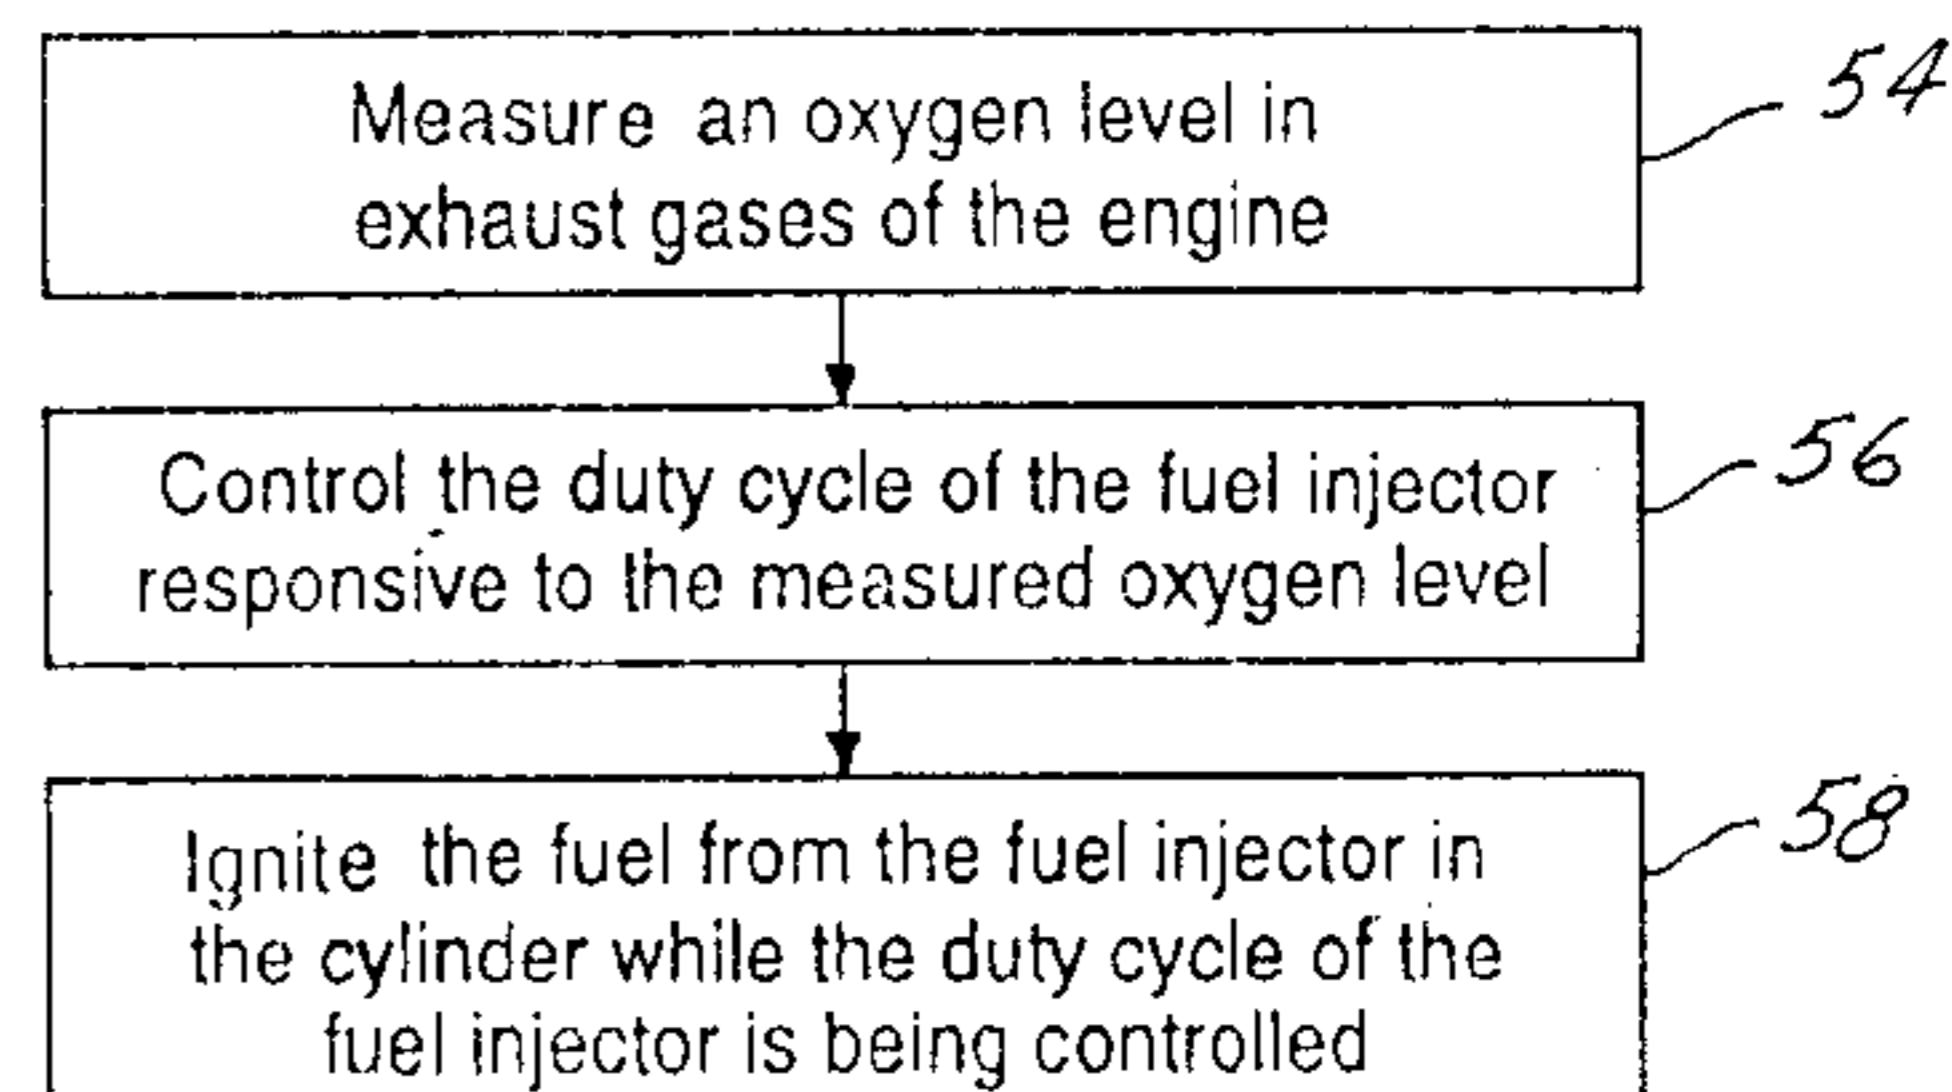 Measure an oxygen level in
exhaust gases of the engine
54
Control the duty cycle of the fuel injector
responsive to the measured oxygen level
56
Ignite the fuel from the fuel injector in
the cylinder while the duty cycle of the
fuel injector is being controlled
58